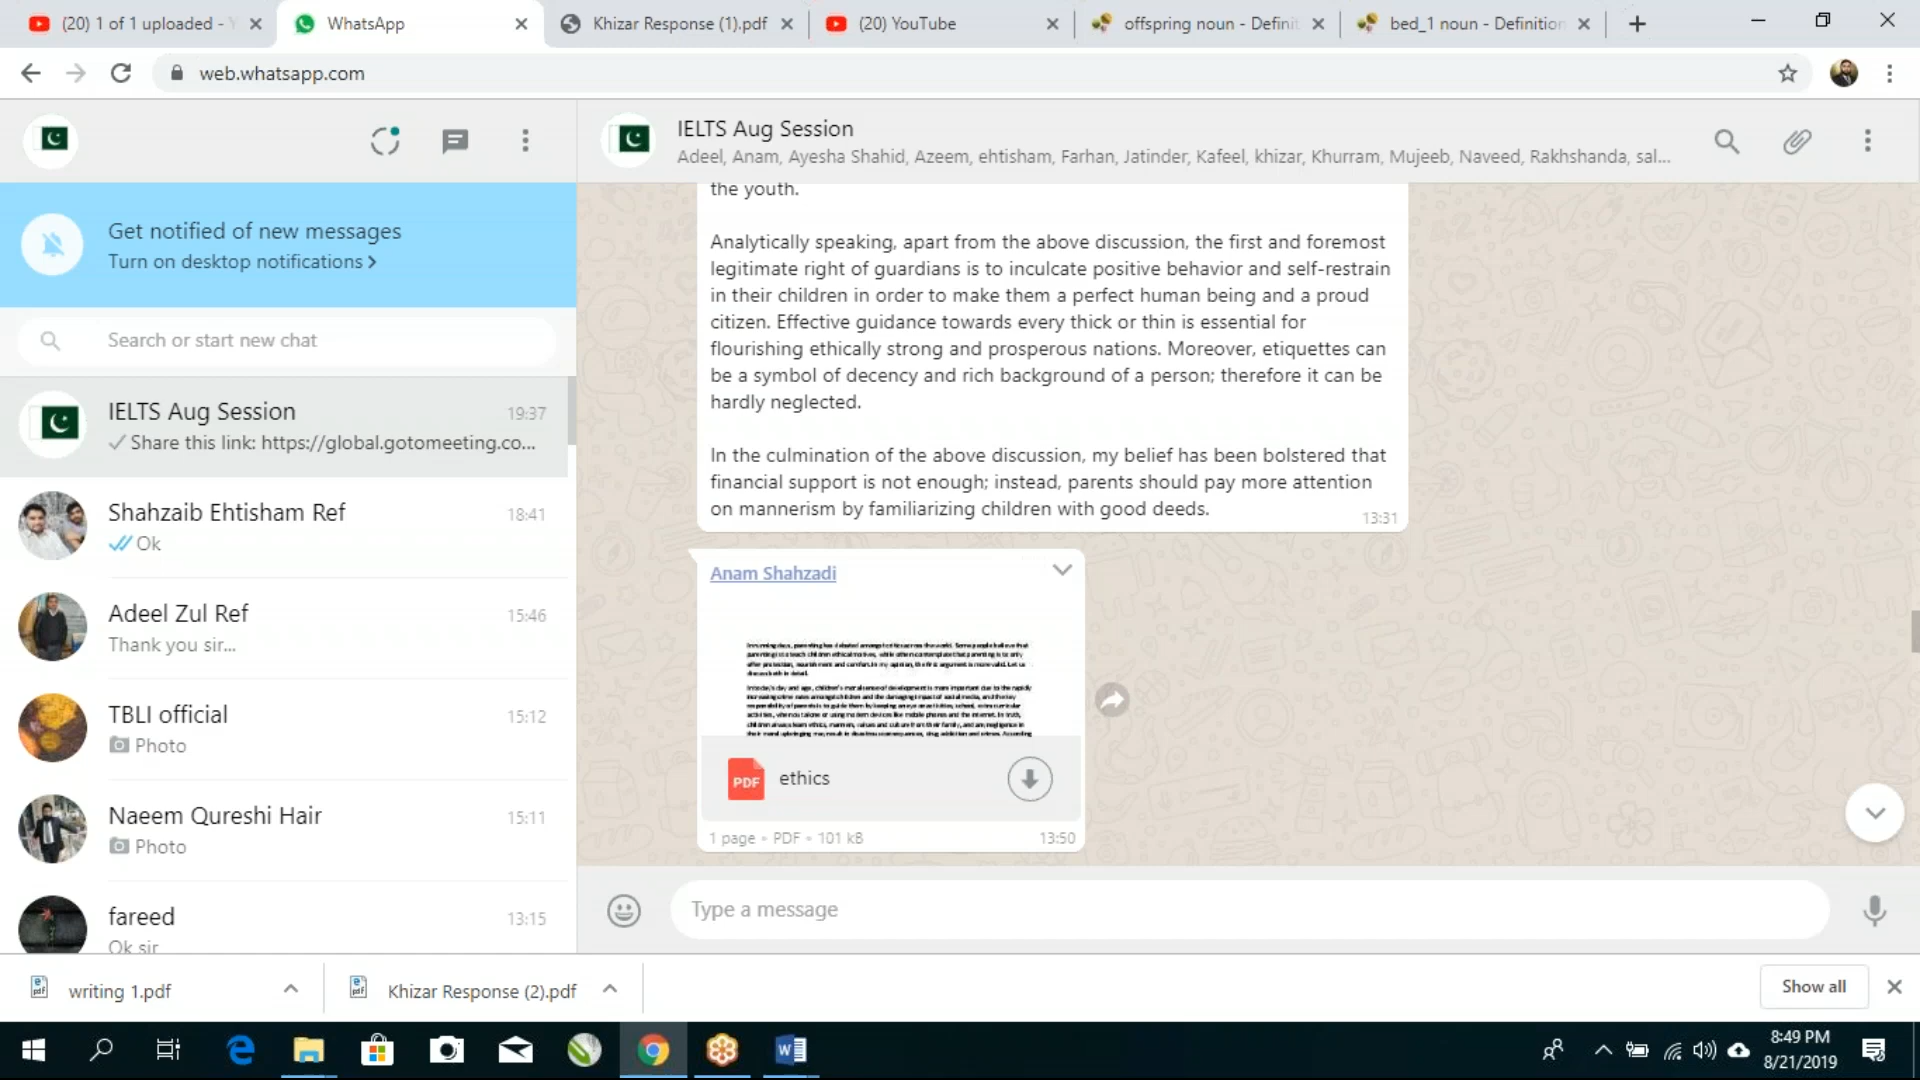 (20) 1 of 1 uploaded - Y
WhatsApp
Khizar Response (1).pdf
(20) YouTube
offspring noun - Definit
bed_1 noun - Definition
web.whatsapp.com
IELTS Aug Session
Adeel, Anam, Ayesha Shahid, Azeem, ehtisham, Farhan, Jatinder, Kafeel, khizar, Khurram, Mujeeb, Naveed, Rakhshanda, sal...
Get notified of new messages
Turn on desktop notifications >
Search or start new chat
IELTS Aug Session 19:37
Share this link: https://global.gotomeeting.co...
Shahzaib Ehtisham Ref 18:41
Ok
Adeel Zul Ref 15:46
Thank you sir...
TBLI official 15:12
Photo
Naeem Qureshi Hair 15:11
Photo
fareed 13:15
Ok sir
the youth.
Analytically speaking, apart from the above discussion, the first and foremost
legitimate right of guardians is to inculcate positive behavior and self-restrain
in their children in order to make them a perfect human being and a proud
citizen. Effective guidance towards every thick or thin is essential for
flourishing ethically strong and prosperous nations. Moreover, etiquettes can
be a symbol of decency and rich background of a person; therefore it can be
hardly neglected.
In the culmination of the above discussion, my belief has been bolstered that
financial support is not enough; instead, parents should pay more attention
on mannerism by familiarizing children with good deeds.
13:31
Anam Shahzadi
PDF ethics
1 page • PDF • 101 kB 13:50
Type a message
writing 1.pdf
Khizar Response (2).pdf
Show all
8:49 PM
8/21/2019